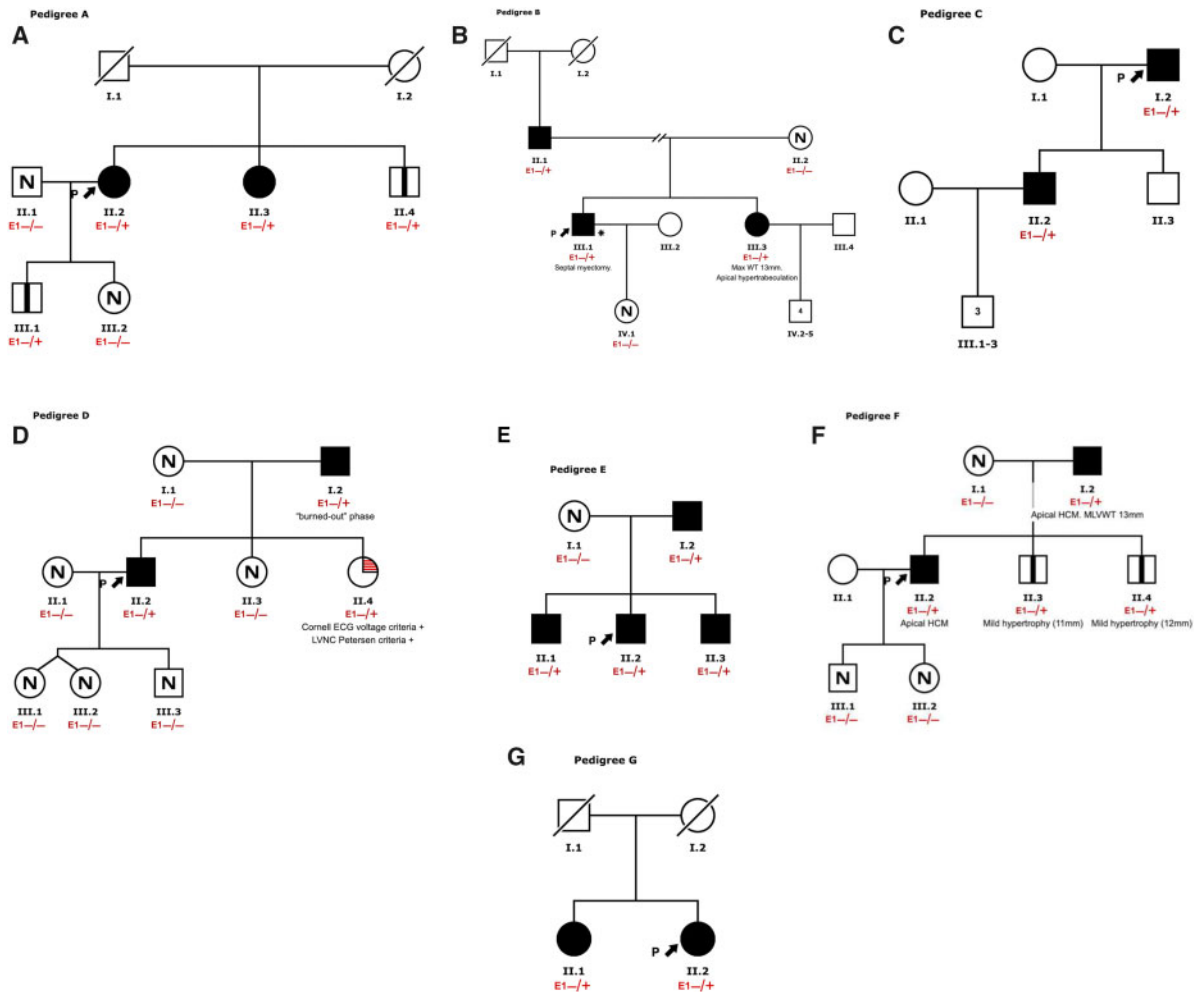 Pedigree A
A
I.1
I.2
N
P
II.1
E1—/—
II.2
E1—/+
II.3
E1—/+
II.4
E1—/+
N
III.1
E1—/+
III.2
E1—/—
Pedigree B
B
I.1
I.2
N
II.1
E1—/+
II.2
E1—/—
P
*
III.1
E1—/+
Septal myectomy.
III.2
III.3
E1—/+
Max WT 13mm.
Apical hypertrabeculation
III.4
N
4
IV.1
E1—/—
IV.2-5
Pedigree C
C
P
I.1
I.2
E1—/+
II.1
II.2
E1—/+
II.3
3
III.1-3
Pedigree D
D
N
I.1
E1—/—
I.2
E1—/+
"burned-out" phase
N
P
N
II.1
E1—/—
II.2
E1—/+
II.3
E1—/—
II.4
E1—/+
Cornell ECG voltage criteria +
LVNC Petersen criteria +
N
N
N
III.1
E1—/—
III.2
E1—/—
III.3
E1—/—
E
Pedigree E
N
I.1
E1—/—
I.2
E1—/+
P
II.1
E1—/+
II.2
E1—/+
II.3
E1—/+
Pedigree F
F
N
I.1
E1—/—
I.2
E1—/+
Apical HCM. MLVWT 13mm
P
II.1
II.2
E1—/+
Apical HCM
II.3
E1—/+
Mild hypertrophy (11mm)
II.4
E1—/+
Mild hypertrophy (12mm)
N
N
III.1
E1—/—
III.2
E1—/—
G
Pedigree G
I.1
I.2
P
II.1
E1—/+
II.2
E1—/+